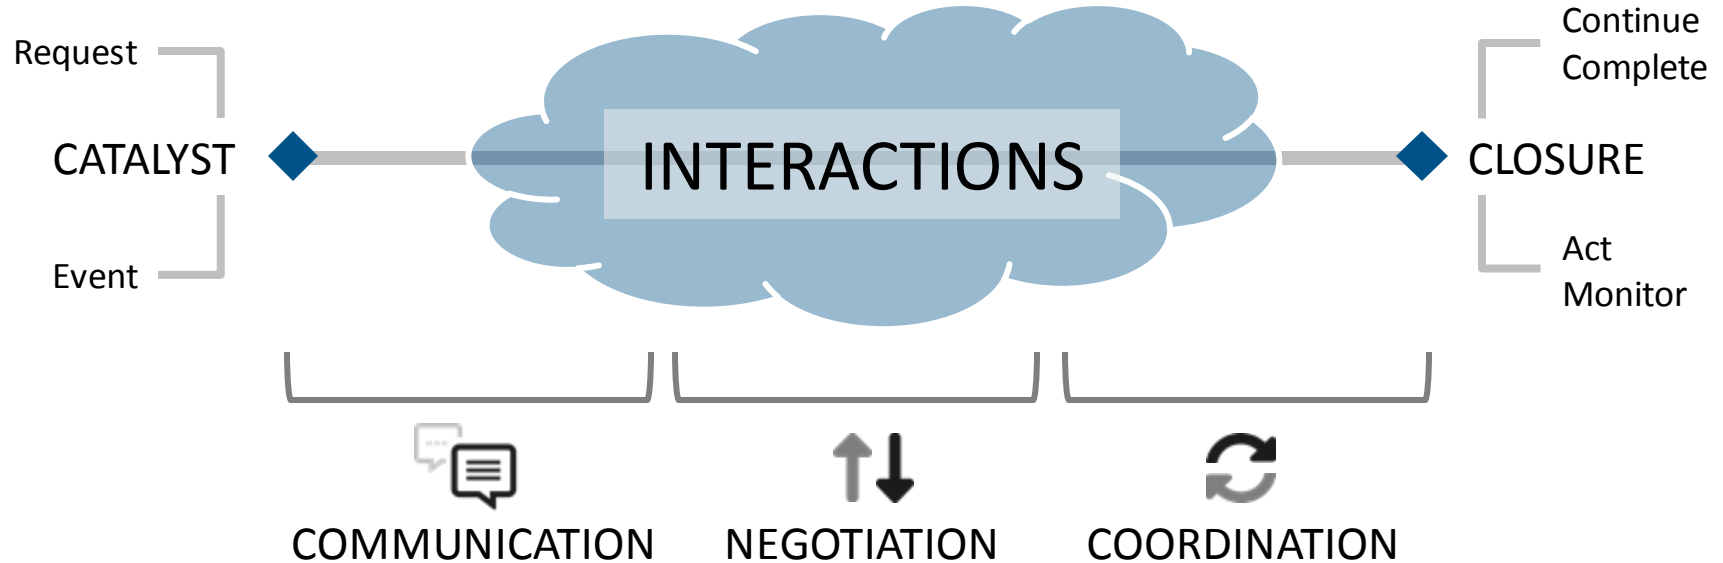 Request
CATALYST
Event
INTERACTIONS
Continue
Complete
CLOSURE
Act
Monitor
COMMUNICATION
NEGOTIATION
COORDINATION